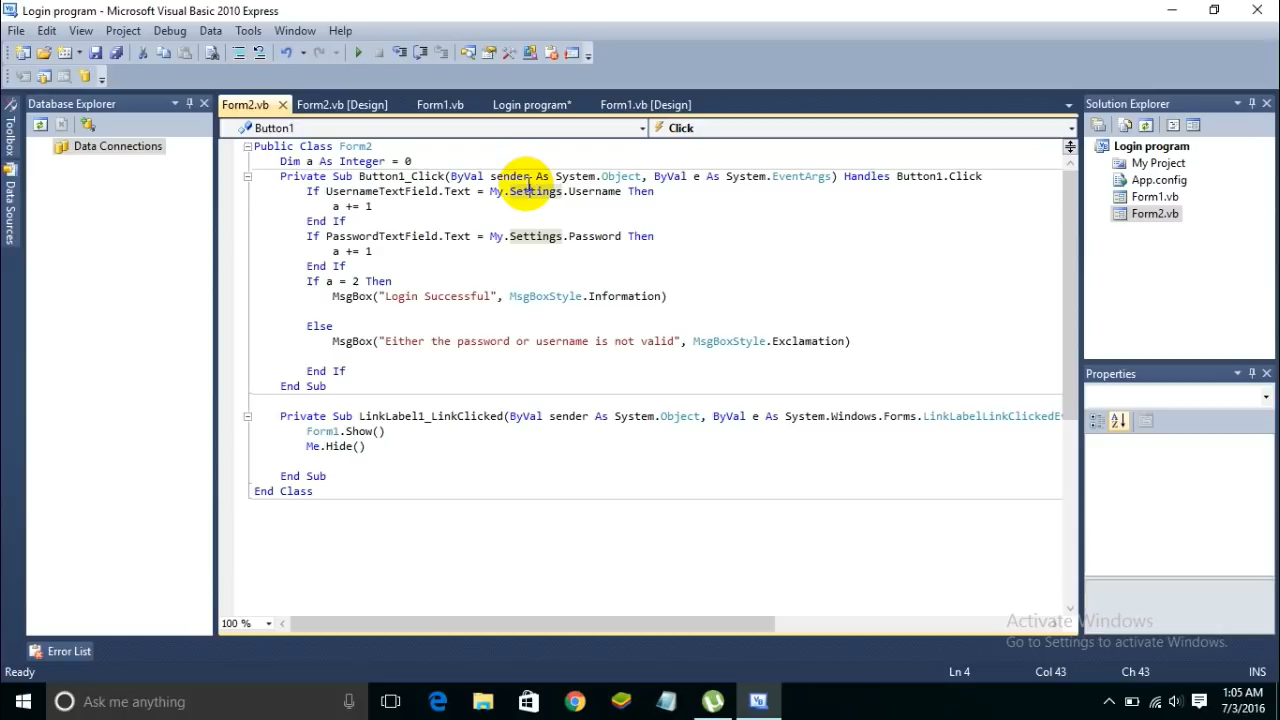 Login program - Microsoft Visual Basic 2010 Express
File Edit View Project Debug Data Tools Window Help
Database Explorer
Form2.vb Form2.vb [Design] Form1.vb Login program* Form1.vb [Design]
Solution Explorer
Button1 Click
Toolbox
Data Sources
Data Connections
Public Class Form2
Dim a As Integer = 0
Private Sub Button1_Click(ByVal sender As System.Object, ByVal e As System.EventArgs) Handles Button1.Click
If UsernameTextField.Text = My.Settings.Username Then
a += 1
End If
If PasswordTextField.Text = My.Settings.Password Then
a += 1
End If
If a = 2 Then
MsgBox("Login Successful", MsgBoxStyle.Information)
Else
MsgBox("Either the password or username is not valid", MsgBoxStyle.Exclamation)
End If
End Sub
Private Sub LinkLabel1_LinkClicked(ByVal sender As System.Object, ByVal e As System.Windows.Forms.LinkLabelLinkClickedEv
Form1.Show()
Me.Hide()
End Sub
End Class
Login program
My Project
App.config
Form1.vb
Form2.vb
Properties
100 %
Activate Windows
Go to Settings to activate Windows.
Error List
Ready Ln 4 Col 43 Ch 43 INS
Ask me anything
1:05 AM
7/3/2016